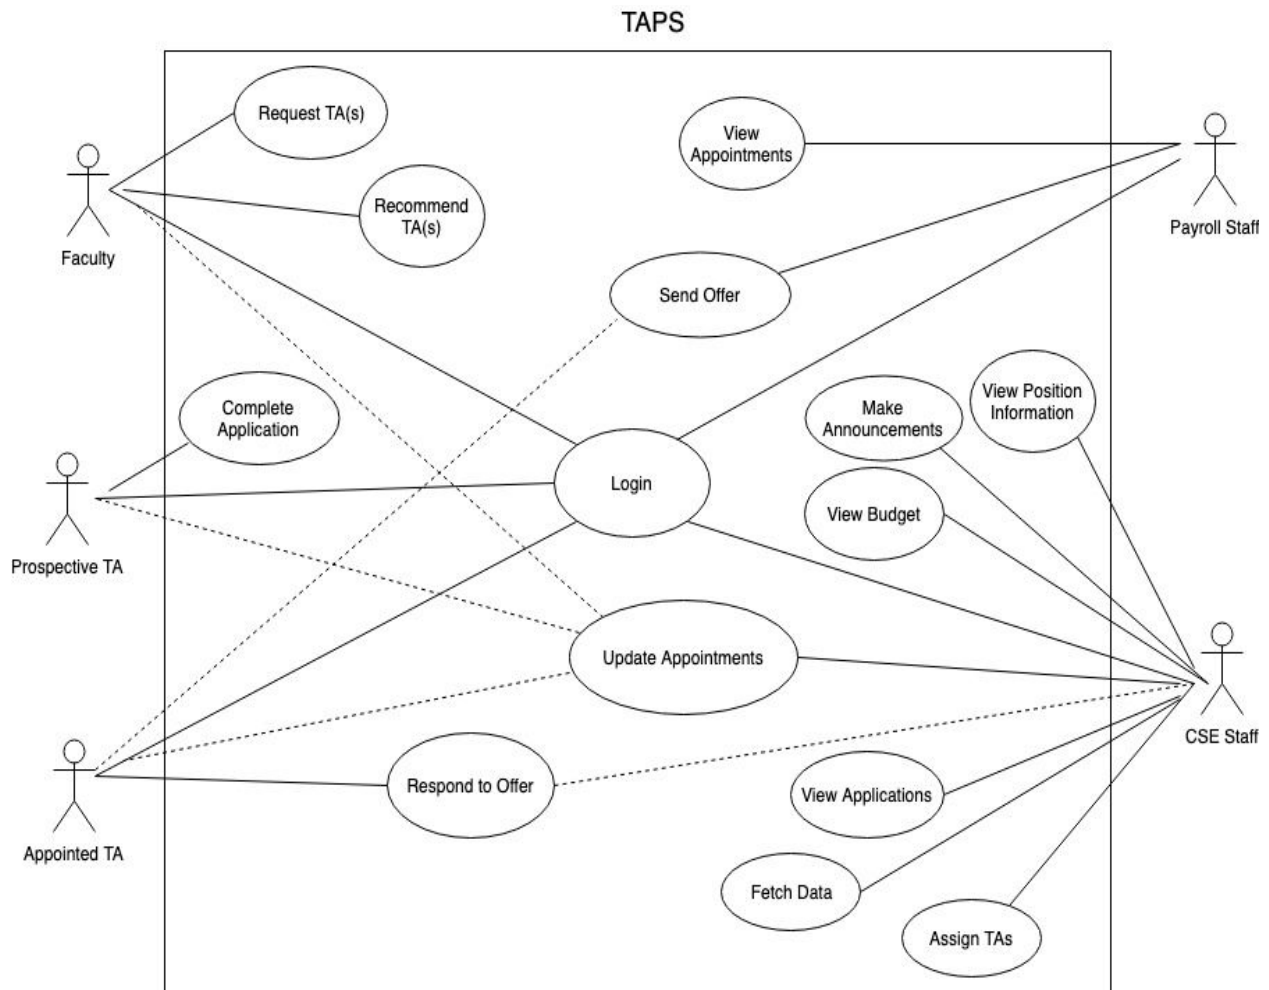 TAPS
Request TA(s)
View
Appointments
Recommend
TA(s)
Faculty
Payroll Staff
Send Offer
Complete
Application
Make
Announcements
View Position
Information
Login
View Budget
Prospective TA
Update Appointments
CSE Staff
Respond to Offer
View Applications
Appointed TA
Fetch Data
Assign TAs